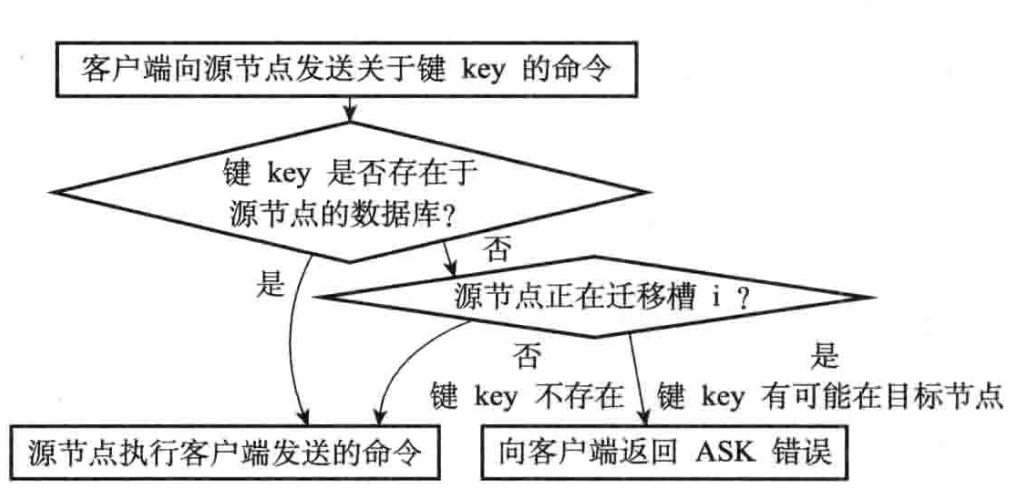 客户端向源节点发送关于键 key 的命令
键 key 是否存在于
源节点的数据库？
否
是
源节点正在迁移槽 i ？
否
是
键 key 不存在
键 key 有可能在目标节点
源节点执行客户端发送的命令
向客户端返回 ASK 错误